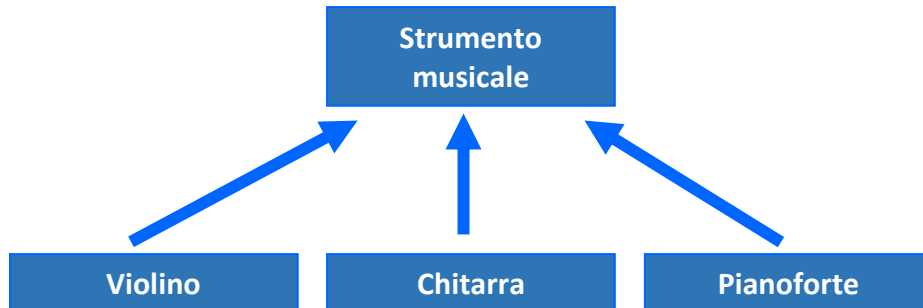 Strumento
musicale
Violino
Chitarra
Pianoforte